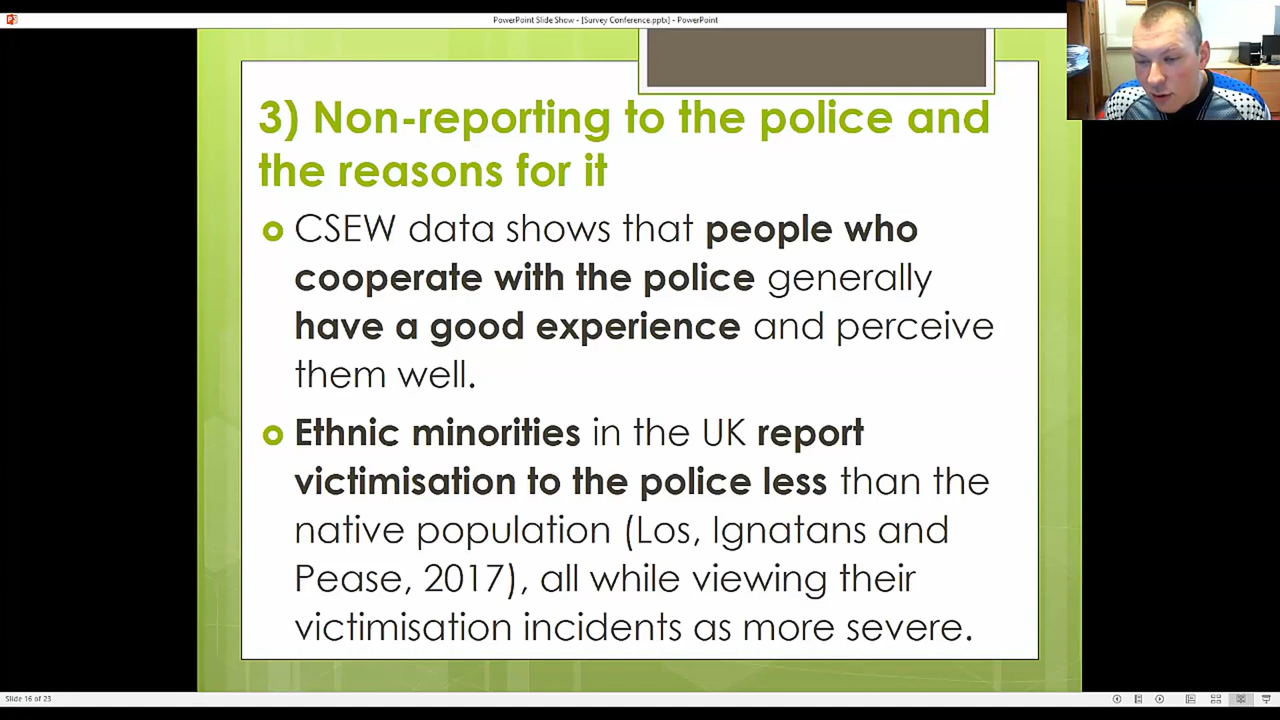 PowerPoint Slide Show - [Survey Conference.pptx] - PowerPoint
3) Non-reporting to the police and
the reasons for it
CSEW data shows that people who
cooperate with the police generally
have a good experience and perceive
them well.
Ethnic minorities in the UK report
victimisation to the police less than the
native population (Los, Ignatans and
Pease, 2017), all while viewing their
victimisation incidents as more severe.
Slide 16 of 23